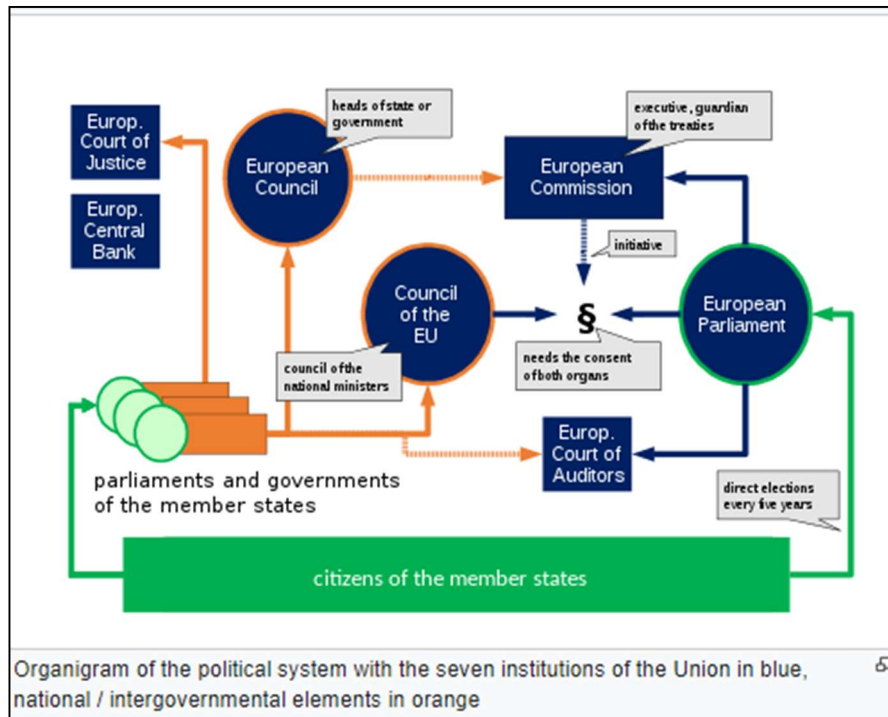 heads of state or
government
executive, guardian
of the treaties
Europ.
Court of
Justice
European
Council
European
Commission
Europ.
Central
Bank
initiative
Council
of the
EU
§
European
Parliament
council of the
national ministers
needs the consent
of both organs
Europ.
Court of
Auditors
parliaments and governments
of the member states
direct elections
every five years
citizens of the member states
Organigram of the political system with the seven institutions of the Union in blue,
national / intergovernmental elements in orange